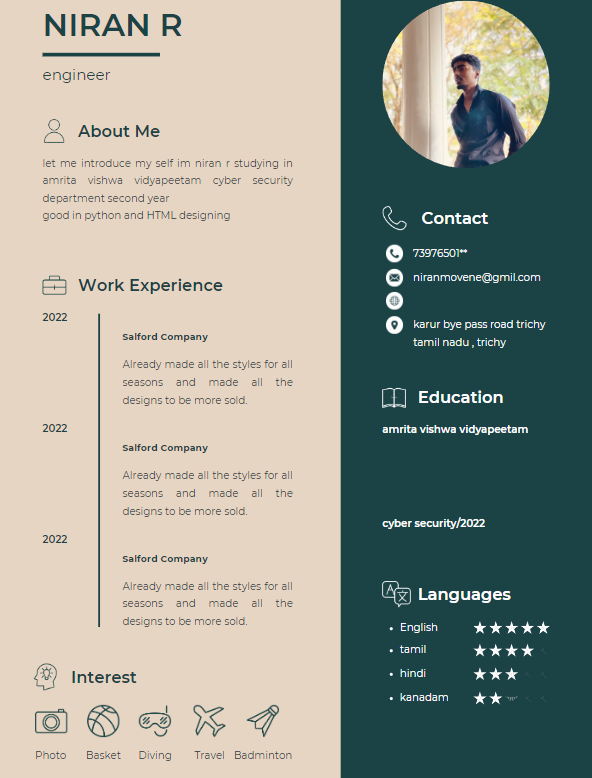 NIRAN R
engineer
About Me
let me introduce my self im niran r studying in
amrita vishwa vidyapeetam cyber security
department second year
good in python and HTML designing
Work Experience
2022
Salford Company
Already made all the styles for all
seasons and made all the
designs to be more sold.
2022
Salford Company
Already made all the styles for all
seasons and made all the
designs to be more sold.
2022
Salford Company
Already made all the styles for all
seasons and made all the
designs to be more sold.
Interest
Photo Basket Diving Travel Badminton
Contact
73976501**
niranmovene@gmil.com
karur bye pass road trichy
tamil nadu , trichy
Education
amrita vishwa vidyapeetam
cyber security/2022
Languages
English
tamil
hindi
kanadam